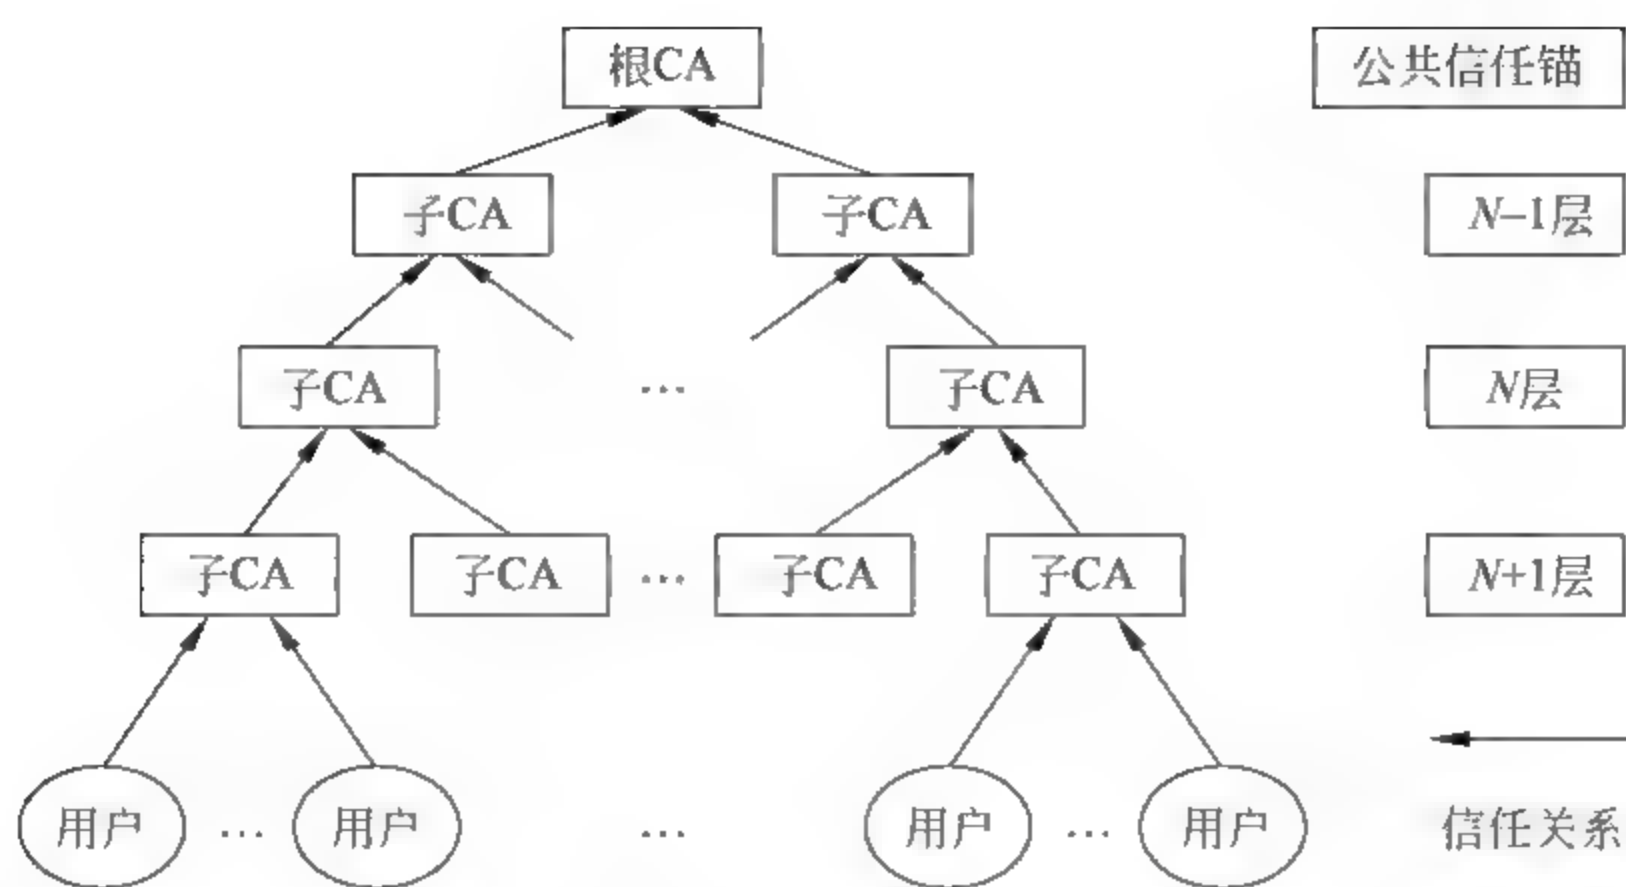 根CA 公共信任锚
子CA 子CA N-1层
子CA … 子CA N层
子CA 子CA … 子CA 子CA N+1层
用户 … 用户 … 用户 … 用户 信任关系